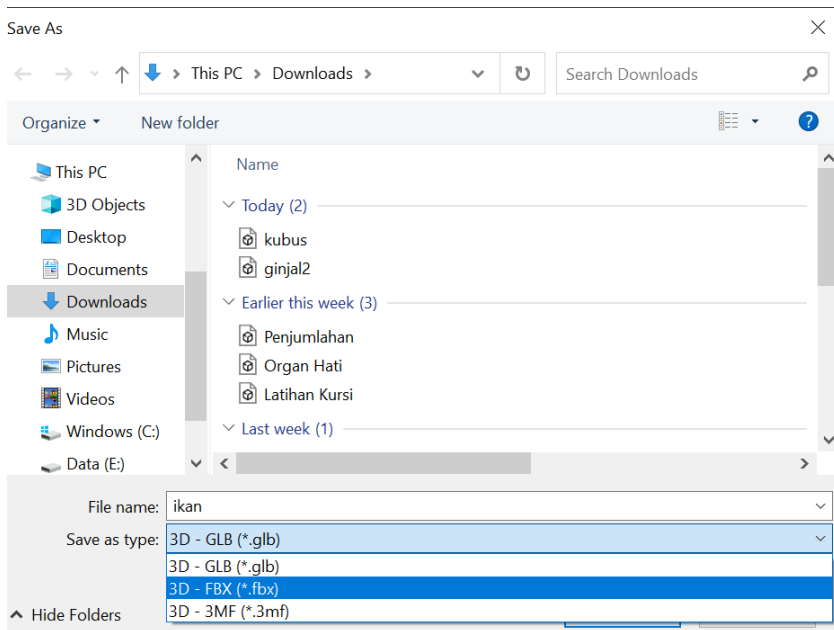 Save As
This PC > Downloads >
Search Downloads
Organize
New folder
?
This PC
3D Objects
Desktop
Documents
Downloads
Music
Pictures
Videos
Windows (C:)
Data (E:)
Name
Today (2)
kubus
ginjal2
Earlier this week (3)
Penjumlahan
Organ Hati
Latihan Kursi
Last week (1)
File name: ikan
Save as type: 3D - GLB (*.glb)
3D - GLB (*.glb)
3D - FBX (*.fbx)
3D - 3MF (*.3mf)
Hide Folders